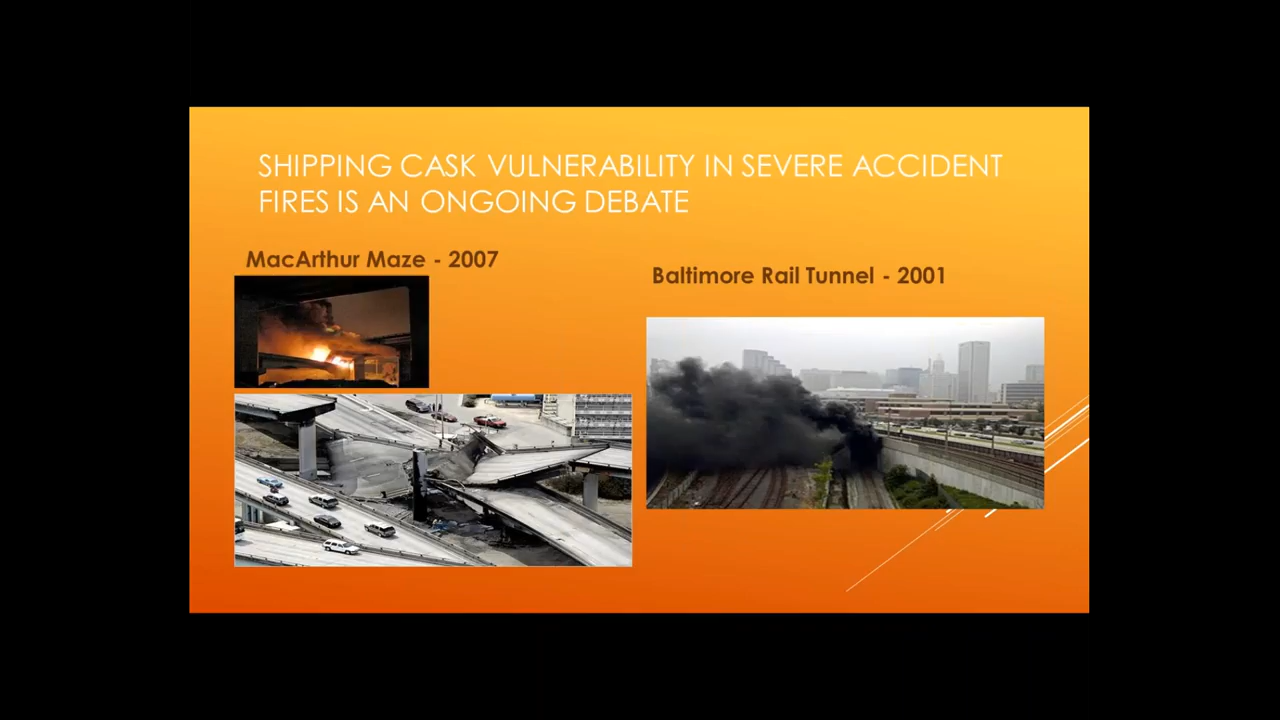 SHIPPING CASK VULNERABILITY IN SEVERE ACCIDENT
FIRES IS AN ONGOING DEBATE
MacArthur Maze - 2007
Baltimore Rail Tunnel - 2001